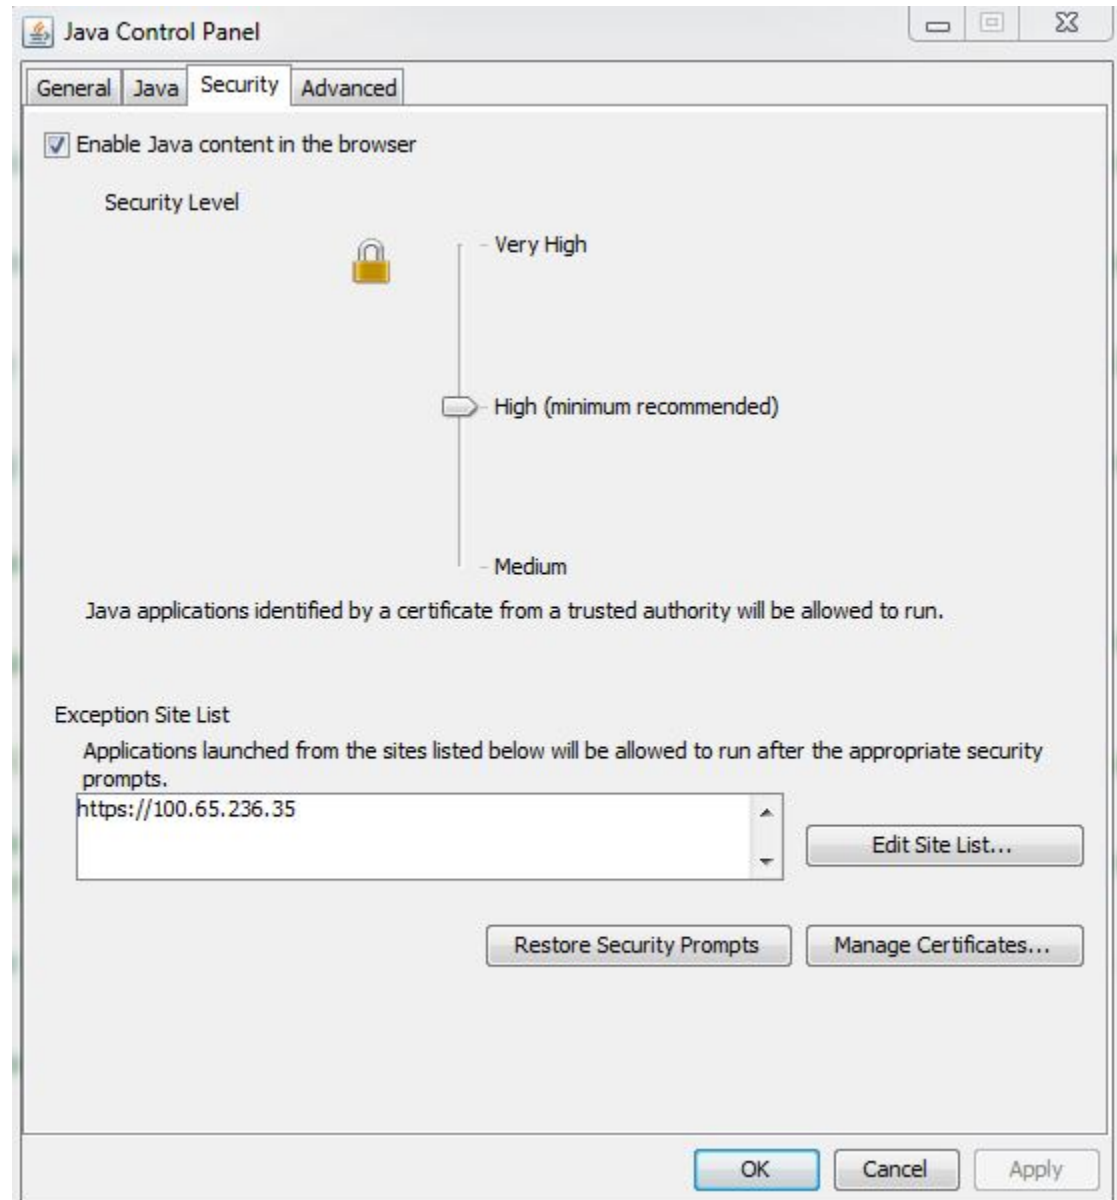 Java Control Panel
General Java Security Advanced
Enable Java content in the browser
Security Level
Very High
High (minimum recommended)
Medium
Java applications identified by a certificate from a trusted authority will be allowed to run.
Exception Site List
Applications launched from the sites listed below will be allowed to run after the appropriate security
prompts.
https://100.65.236.35
Edit Site List...
Restore Security Prompts Manage Certificates...
OK Cancel Apply